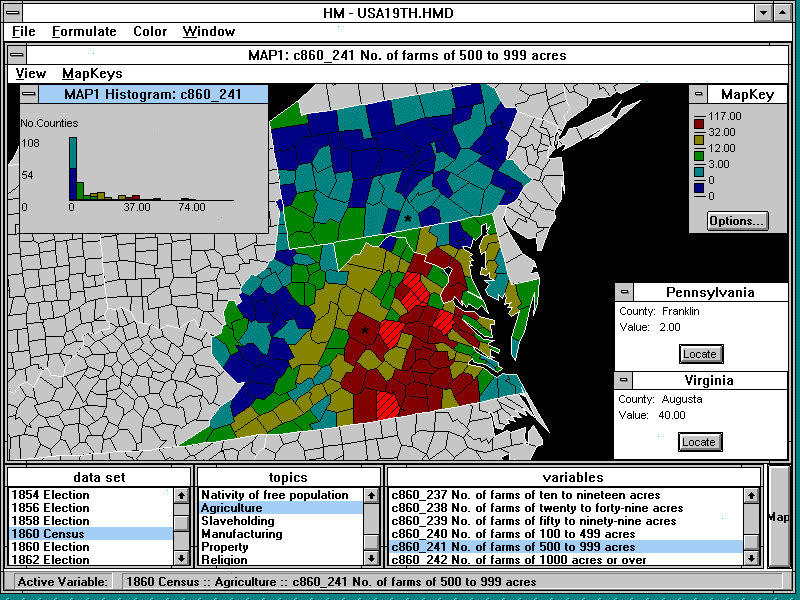 HM - USA19TH.HMD
File Formulate Color Window
MAP1: c860_241 No. of farms of 500 to 999 acres
View MapKeys
MAP1 Histogram: c860_241
No.Counties
108
54
0
0 37.00 74.00
MapKey
117.00
32.00
12.00
3.00
0
0
Options...
*
*
Pennsylvania
County: Franklin
Value: 2.00
Locate
Virginia
County: Augusta
Value: 40.00
Locate
data set
1854 Election
1856 Election
1858 Election
1860 Census
1860 Election
1862 Election
topics
Nativity of free population
Agriculture
Slaveholding
Manufacturing
Property
Religion
variables
c860_237 No. of farms of ten to nineteen acres
c860_238 No. of farms of twenty to forty-nine acres
c860_239 No. of farms of fifty to ninety-nine acres
c860_240 No. of farms of 100 to 499 acres
c860_241 No. of farms of 500 to 999 acres
c860_242 No. of farms of 1000 acres or over
Map
Active Variable: 1860 Census :: Agriculture :: c860_241 No. of farms of 500 to 999 acres